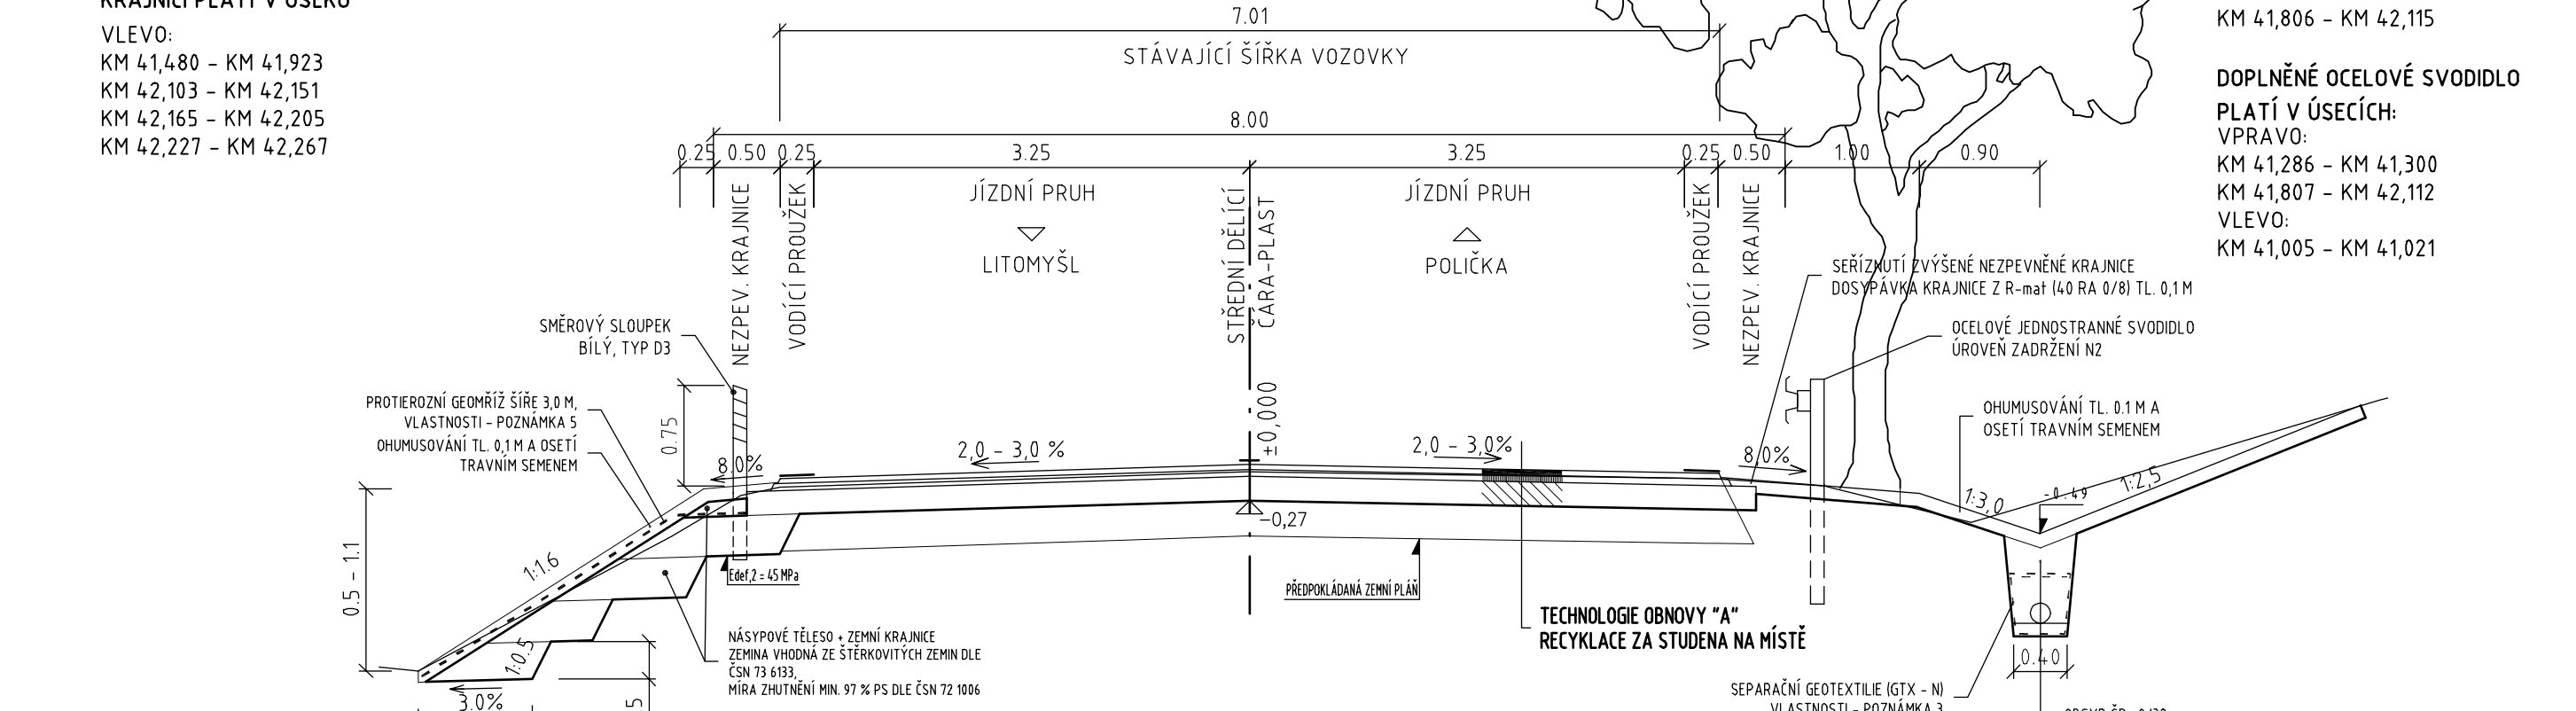 VLEVO:
KM 41,480 - KM 41,923
KM 42,103 - KM 42,151
KM 42,165 - KM 42,205
KM 42,227 - KM 42,267
7.01
STÁVAJÍCÍ ŠÍŘKA VOZOVKY
8.00
0.25 0.50 0.25 3.25 3.25 0.25 0.50 1.00 0.90
NEZPEV. KRAJNICE
VODÍCÍ PROUŽEK
JÍZDNÍ PRUH
LITOMYŠL
STŘEDNÍ DĚLÍCÍ
ČÁRA-PLAST
JÍZDNÍ PRUH
POLIČKA
VODÍCÍ PROUŽEK
NEZPEV. KRAJNICE
KM 41,806 - KM 42,115
DOPLNĚNÉ OCELOVÉ SVODIDLO
PLATÍ V ÚSECÍCH:
VPRAVO:
KM 41,286 - KM 41,300
KM 41,807 - KM 42,112
VLEVO:
KM 41,005 - KM 41,021
SEŘÍZNUTÍ ZVÝŠENÉ NEZPEVNĚNÉ KRAJNICE
DOSYPÁVKA KRAJNICE Z R-mat (40 RA 0/8) TL. 0,1 M
OCELOVÉ JEDNOSTRANNÉ SVODIDLO
ÚROVEŇ ZADRŽENÍ N2
OHUMUSOVÁNÍ TL. 0.1 M A
OSETÍ TRAVNÍM SEMENEM
SMĚROVÝ SLOUPEK
BÍLÝ, TYP D3
PROTIEROZNÍ GEOMŘÍŽ ŠÍŘE 3,0 M,
VLASTNOSTI - POZNÁMKA 5
OHUMUSOVÁNÍ TL. 0,1 M A OSETÍ
TRAVNÍM SEMENEM
0.75
8.0%
2,0 - 3,0 %
±0,000
2,0 - 3,0%
8,0%
1:3,0
-0.49
1:2,5
-0,27
0.5 - 1.1
1:1.6
Edef,2 = 45 MPa
PŘEDPOKLÁDANÁ ZEMNÍ PLÁŇ
TECHNOLOGIE OBNOVY "A"
RECYKLACE ZA STUDENA NA MÍSTĚ
NÁSYPOVÉ TĚLESO + ZEMNÍ KRAJNICE
ZEMINA VHODNÁ ZE ŠTĚRKOVITÝCH ZEMIN DLE
ČSN 73 6133,
MÍRA ZHUTNĚNÍ MIN. 97 % PS DLE ČSN 72 1006
1:0.5
3.0%
0.40
SEPARAČNÍ GEOTEXTILIE (GTX - N)
VLASTNOSTI - POZNÁMKA 3